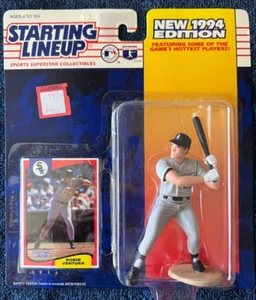 AGES 4 TO 104
STARTING
LINEUP
SPORTS SUPERSTAR COLLECTIBLES
NEW 1994
EDITION
FEATURING SOME OF THE
GAME'S HOTTEST PLAYERS!
Sox
ROBIN
VENTURA